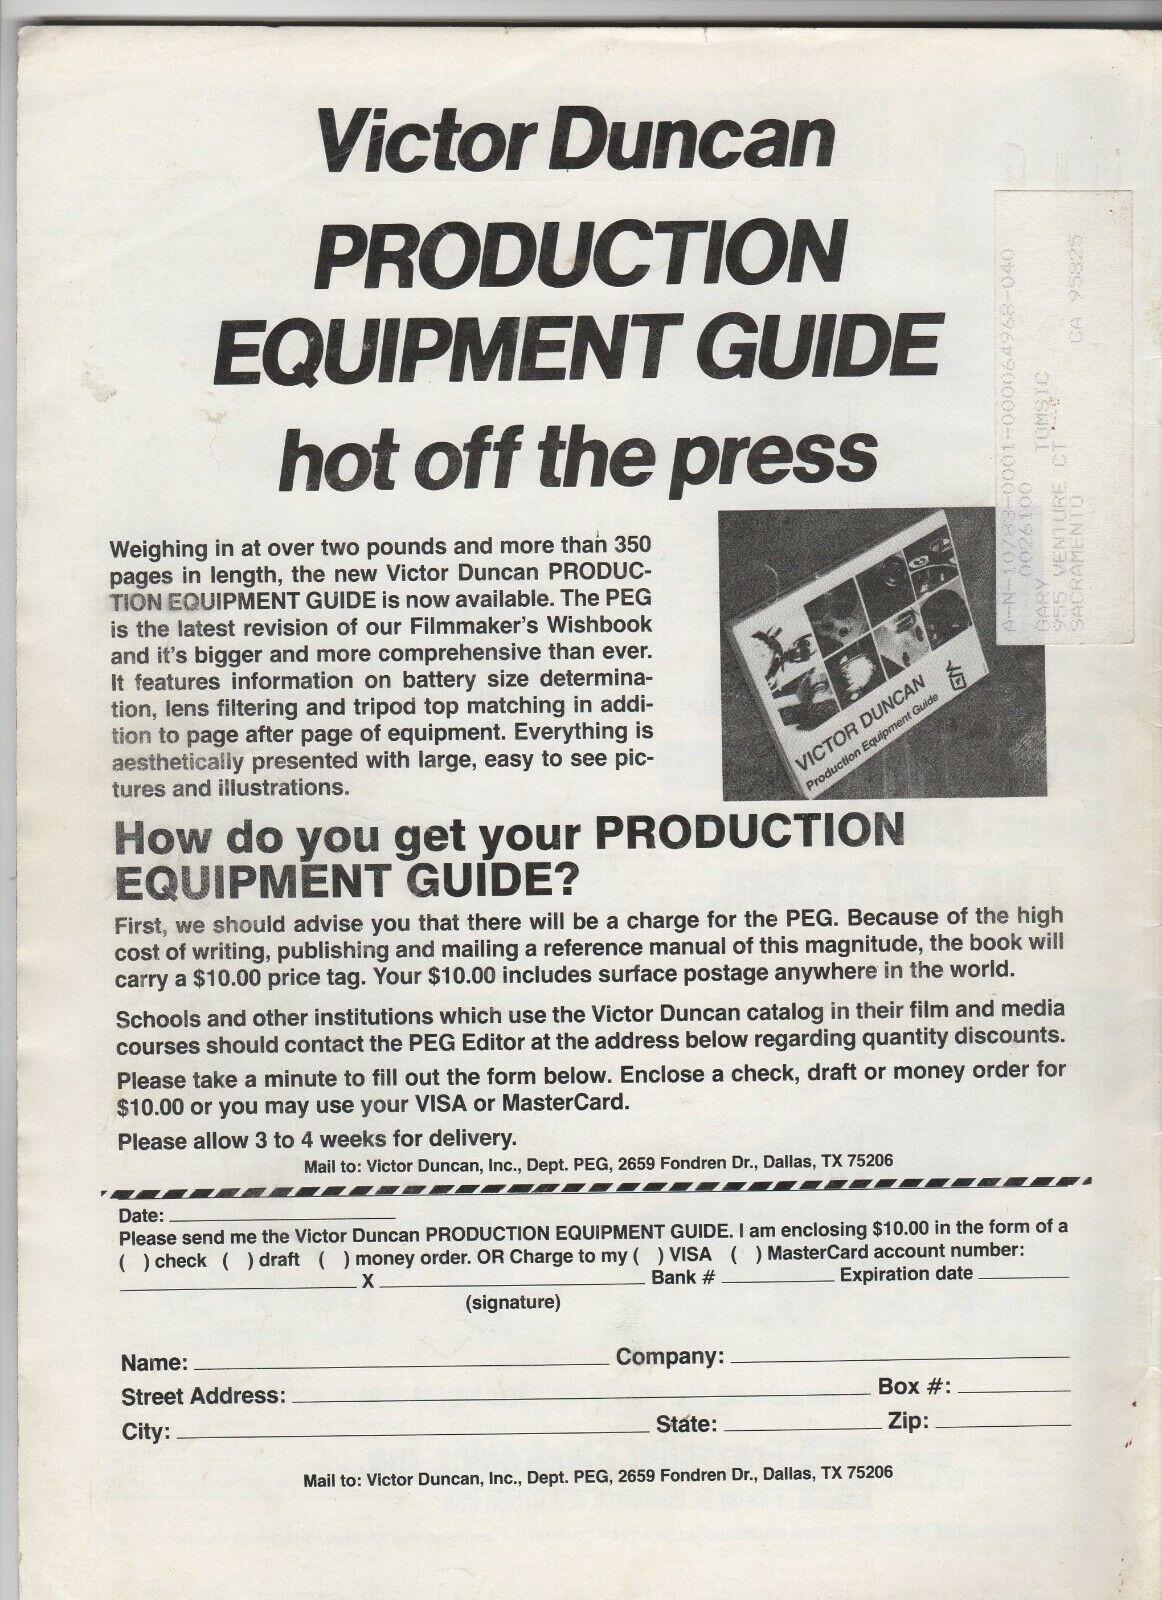 Victor Duncan
PRODUCTION
EQUIPMENT GUIDE
hot off the press
Weighing in at over two pounds and more than 350
pages in length, the new Victor Duncan PRODUC-
TION EQUIPMENT GUIDE is now available. The PEG
is the latest revision of our Filmmaker's Wishbook
and it's bigger and more comprehensive than ever.
It features information on battery size determina-
tion, lens filtering and tripod top matching in addi-
tion to page after page of equipment. Everything is
aesthetically presented with large, easy to see pic-
tures and illustrations.
VICTOR DUNCAN
Production Equipment Guide
0026100
GARY TOMSIC
955 VENTURE CT
SACRAMENTO CA 95825
How do you get your PRODUCTION
EQUIPMENT GUIDE?
First, we should advise you that there will be a charge for the PEG. Because of the high
cost of writing, publishing and mailing a reference manual of this magnitude, the book will
carry a $10.00 price tag. Your $10.00 includes surface postage anywhere in the world.
Schools and other institutions which use the Victor Duncan catalog in their film and media
courses should contact the PEG Editor at the address below regarding quantity discounts.
Please take a minute to fill out the form below. Enclose a check, draft or money order for
$10.00 or you may use your VISA or MasterCard.
Please allow 3 to 4 weeks for delivery.
Mail to: Victor Duncan, Inc., Dept. PEG, 2659 Fondren Dr., Dallas, TX 75206
Date:
Please send me the Victor Duncan PRODUCTION EQUIPMENT GUIDE. I am enclosing $10.00 in the form of a
( ) check ( ) draft ( ) money order. OR Charge to my ( ) VISA ( ) MasterCard account number:
X Bank # Expiration date
(signature)
Name: Company:
Street Address: Box #:
City: State: Zip:
Mail to: Victor Duncan, Inc., Dept. PEG, 2659 Fondren Dr., Dallas, TX 75206